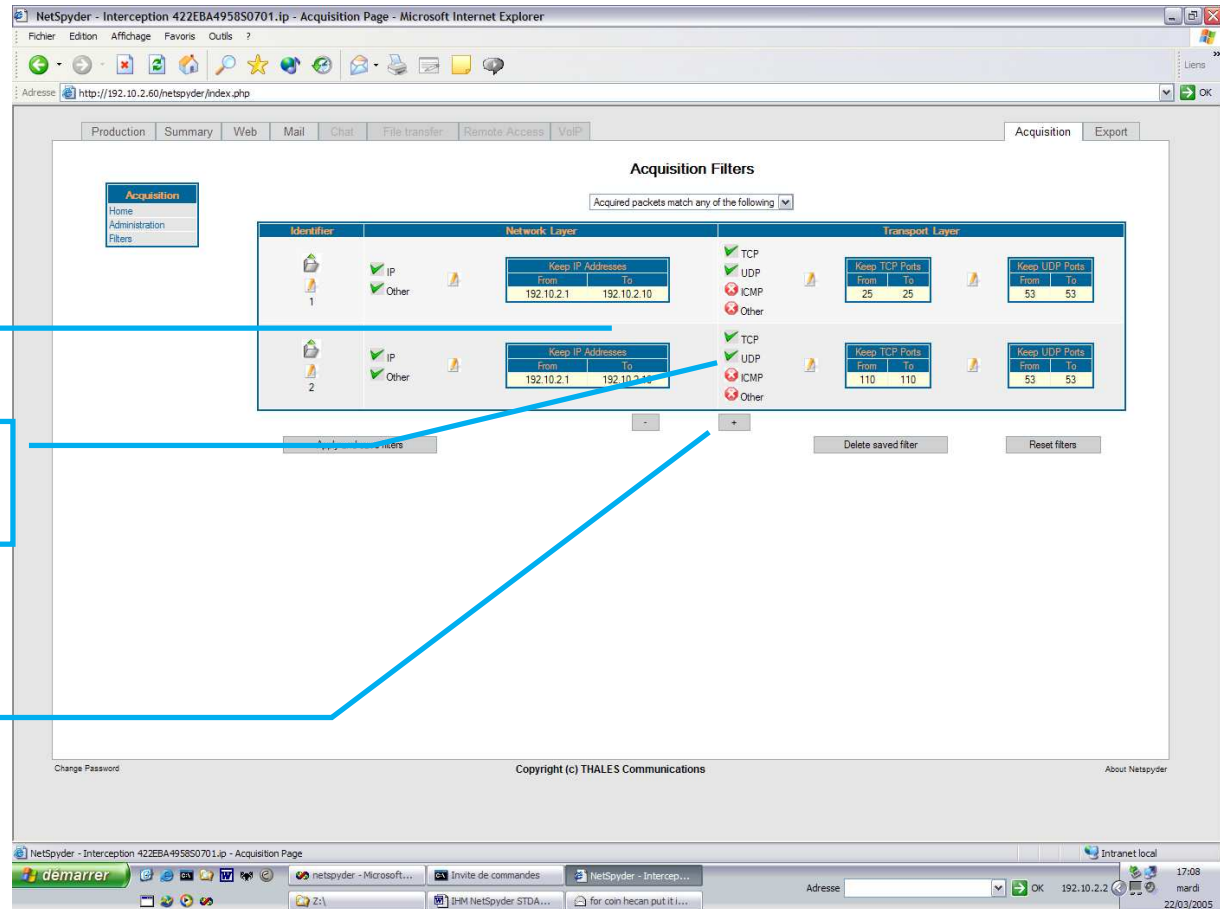 NetSpyder - Interception 422EBA4958S0701.ip - Acquisition Page - Microsoft Internet Explorer
Fichier Edition Affichage Favoris Outils ?
Liens
Adresse http://192.10.2.60/netspyder/index.php OK
Production Summary Web Mail Chat File transfer Remote Access VoIP Acquisition Export
Acquisition Filters
Acquired packets match any of the following
Acquisition
Home
Administration
Filters
Identifier Network Layer Transport Layer
1
IP
Other
Keep IP Addresses
From To
192.10.2.1 192.10.2.10
TCP
UDP
ICMP
Other
Keep TCP Ports
From To
25 25
Keep UDP Ports
From To
53 53
2
IP
Other
Keep IP Addresses
From To
192.10.2.1
TCP
UDP
ICMP
Other
Keep TCP Ports
From To
110 110
Keep UDP Ports
From To
53 53
- +
filters Delete saved filter Reset filters
Change Password Copyright (c) THALES Communications About Netspyder
NetSpyder - Interception 422EBA4958S0701.ip - Acquisition Page Intranet local
démarrer netspyder - Microsoft... Invite de commandes NetSpyder - Intercep... Adresse OK 192.10.2.2 17:08
mardi
Z:\ IHM NetSpyder STDA... for coin hecan put it i... 22/03/2005